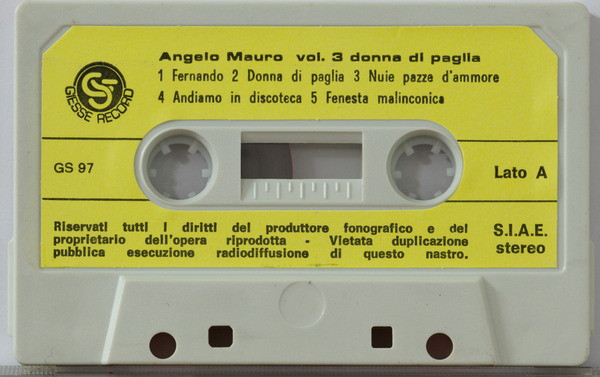 Angelo Mauro vol. 3 donna di paglia
1 Fernando 2 Donna di paglia 3 Nuie pazze d'ammore
4 Andiamo in discoteca 5 Fenesta malinconica
GS
GIESSE RECORD
GS 97
Lato A
Riservati tutti i diritti del produttore fonografico e del
proprietario dell'opera riprodotta - Vietata duplicazione
pubblica esecuzione radiodiffusione di questo nastro.
S.I.A.E.
stereo